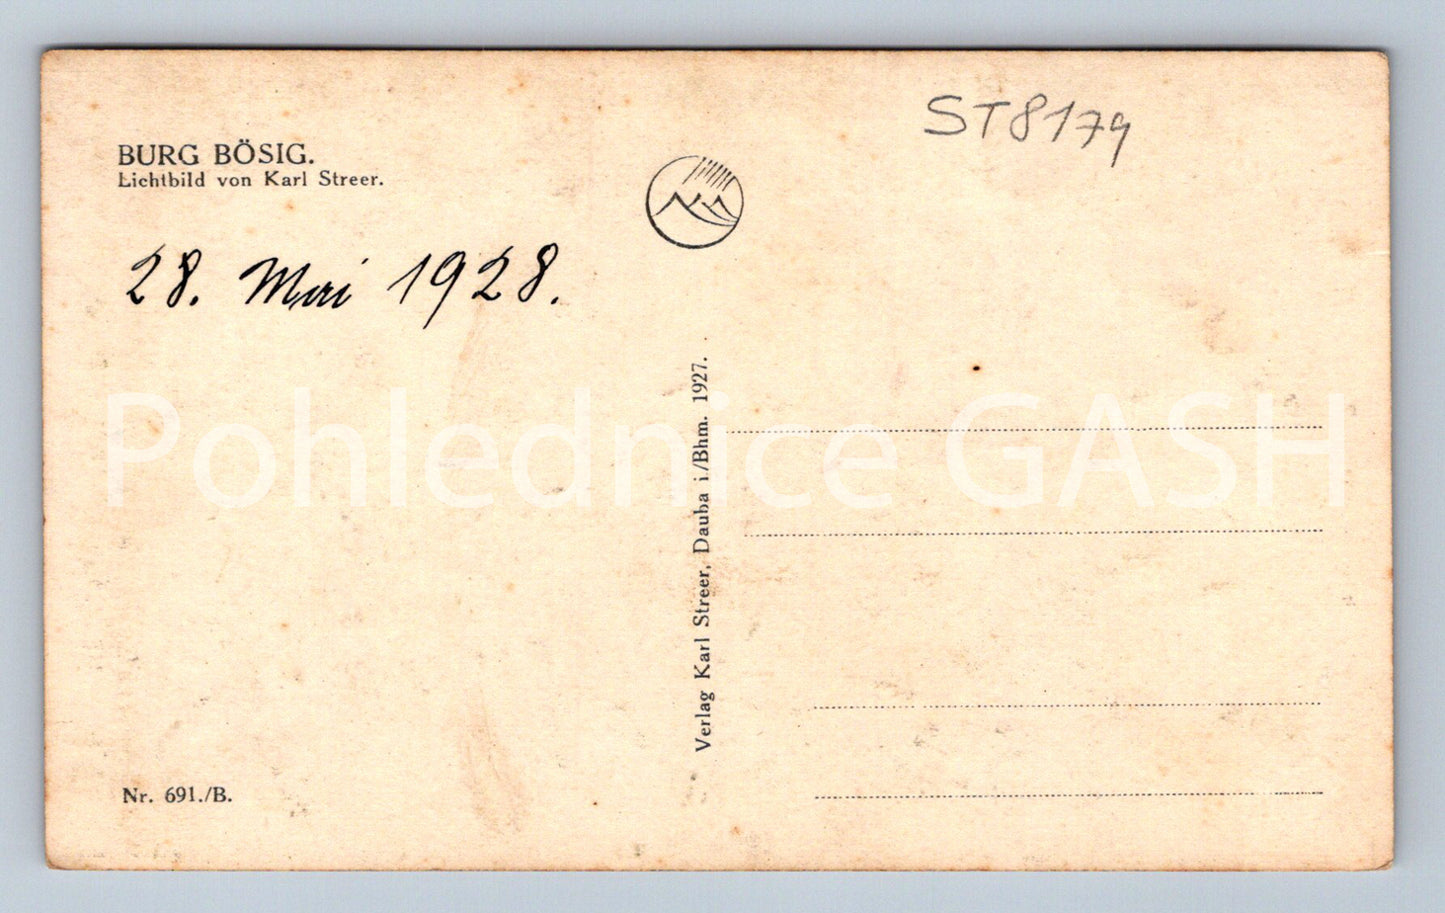 ST8179
BURG BÖSIG.
Lichtbild von Karl Streer.
28. Mai 1928.
Verlag Karl Streer, Dauba i./Bhm. 1927.
Pohlednice GASH
Nr. 691./B.